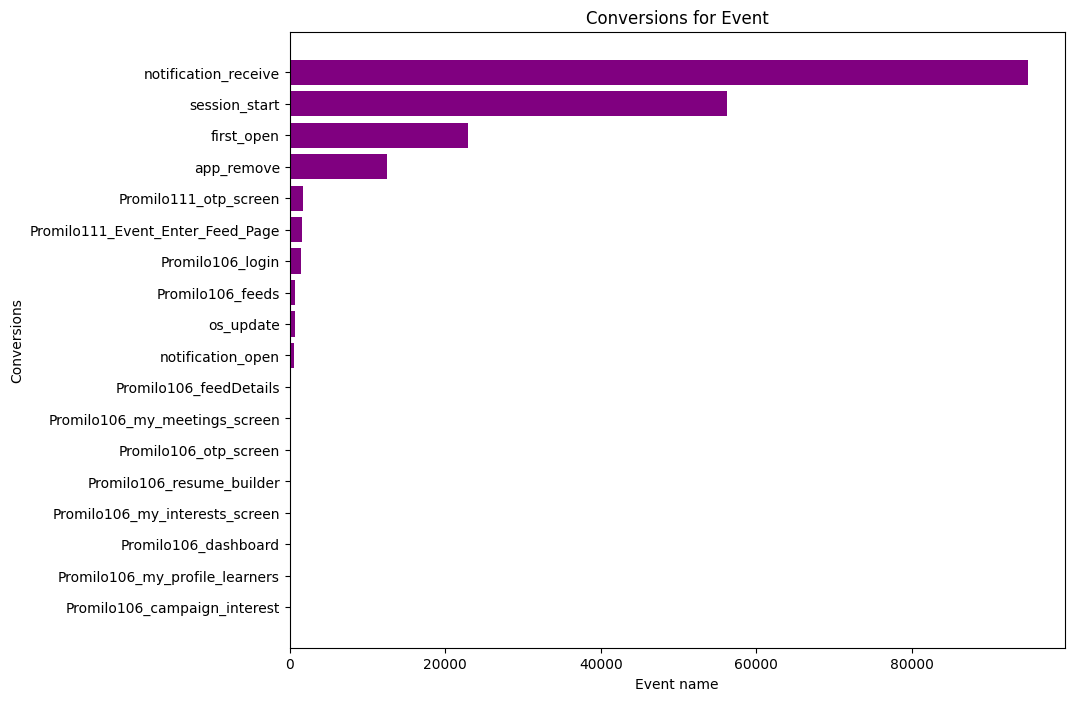 Conversions for Event
Conversions
notification_receive
session_start
first_open
app_remove
Promilo111_otp_screen
Promilo111_Event_Enter_Feed_Page
Promilo106_login
Promilo106_feeds
os_update
notification_open
Promilo106_feedDetails
Promilo106_my_meetings_screen
Promilo106_otp_screen
Promilo106_resume_builder
Promilo106_my_interests_screen
Promilo106_dashboard
Promilo106_my_profile_learners
Promilo106_campaign_interest
0 20000 40000 60000 80000
Event name